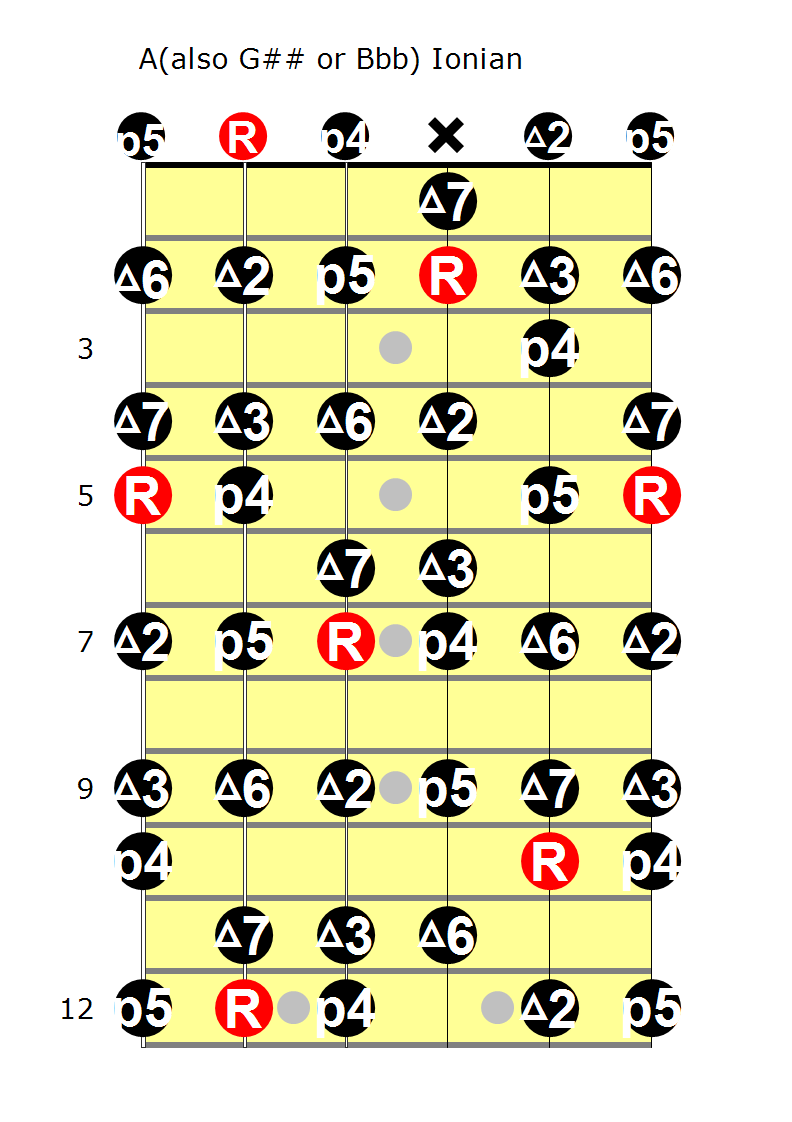 A(also G## or Bbb) Ionian
p5 R p4 × Δ2 p5
Δ7
Δ6 Δ2 p5 R Δ3 Δ6
3 p4
Δ7 Δ3 Δ6 Δ2 Δ7
5 R p4 p5 R
Δ7 Δ3
7 Δ2 p5 R p4 Δ6 Δ2
9 Δ3 Δ6 Δ2 p5 Δ7 Δ3
p4 R p4
Δ7 Δ3 Δ6
12 p5 R p4 Δ2 p5